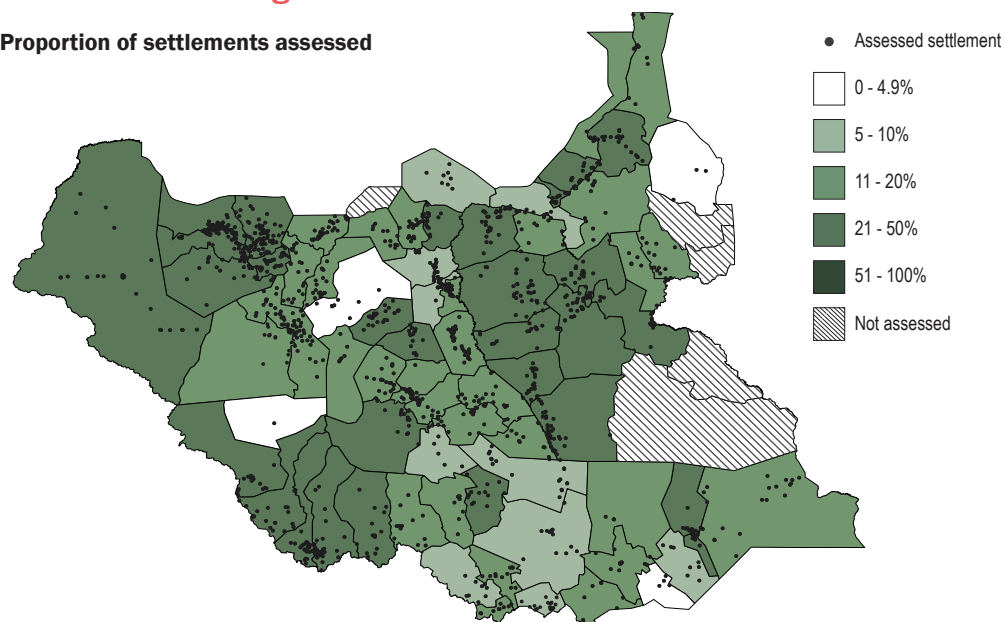 Proportion of settlements assessed
Assessed settlement
0 - 4.9%
5 - 10%
11 - 20%
21 - 50%
51 - 100%
Not assessed